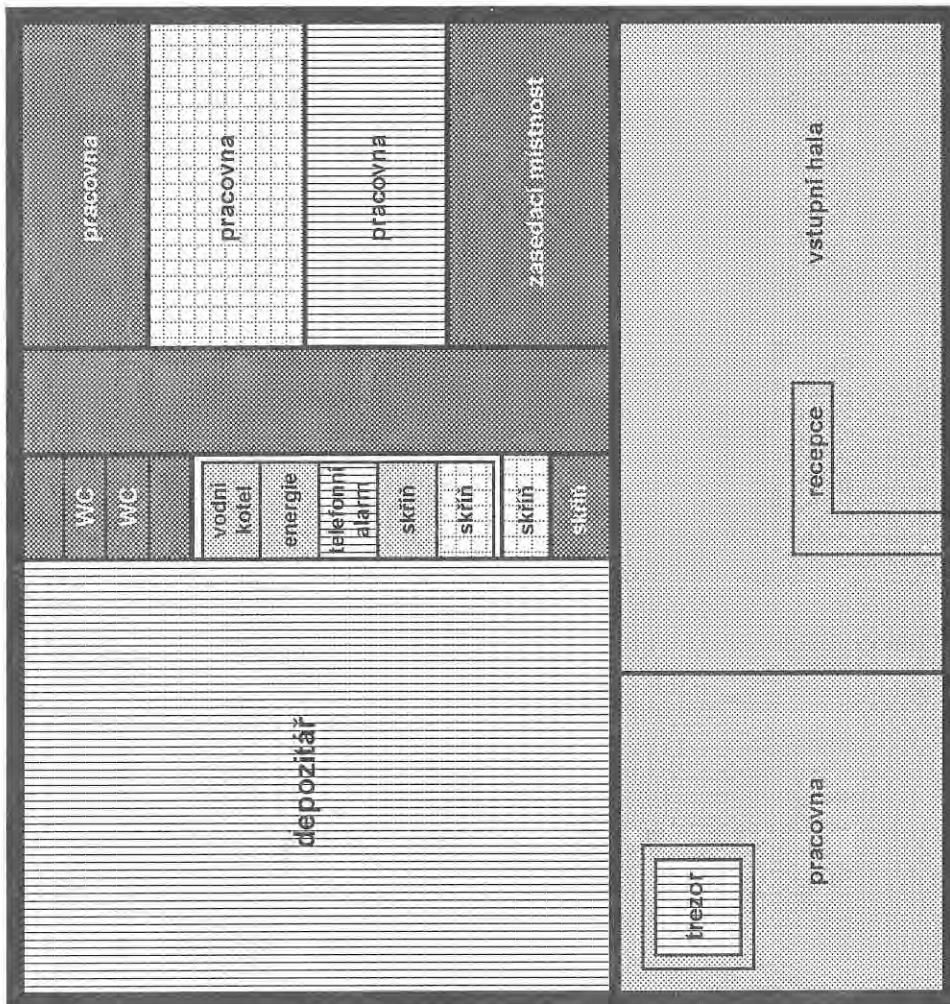 WC
pracovna
WC
vodní
kotel
pracovna
energie
depozitář
telefonní
alarm
pracovna
skříň
skříň
skříň
zasedací místnost
skříň
trezor
recepce
pracovna
vstupní hala